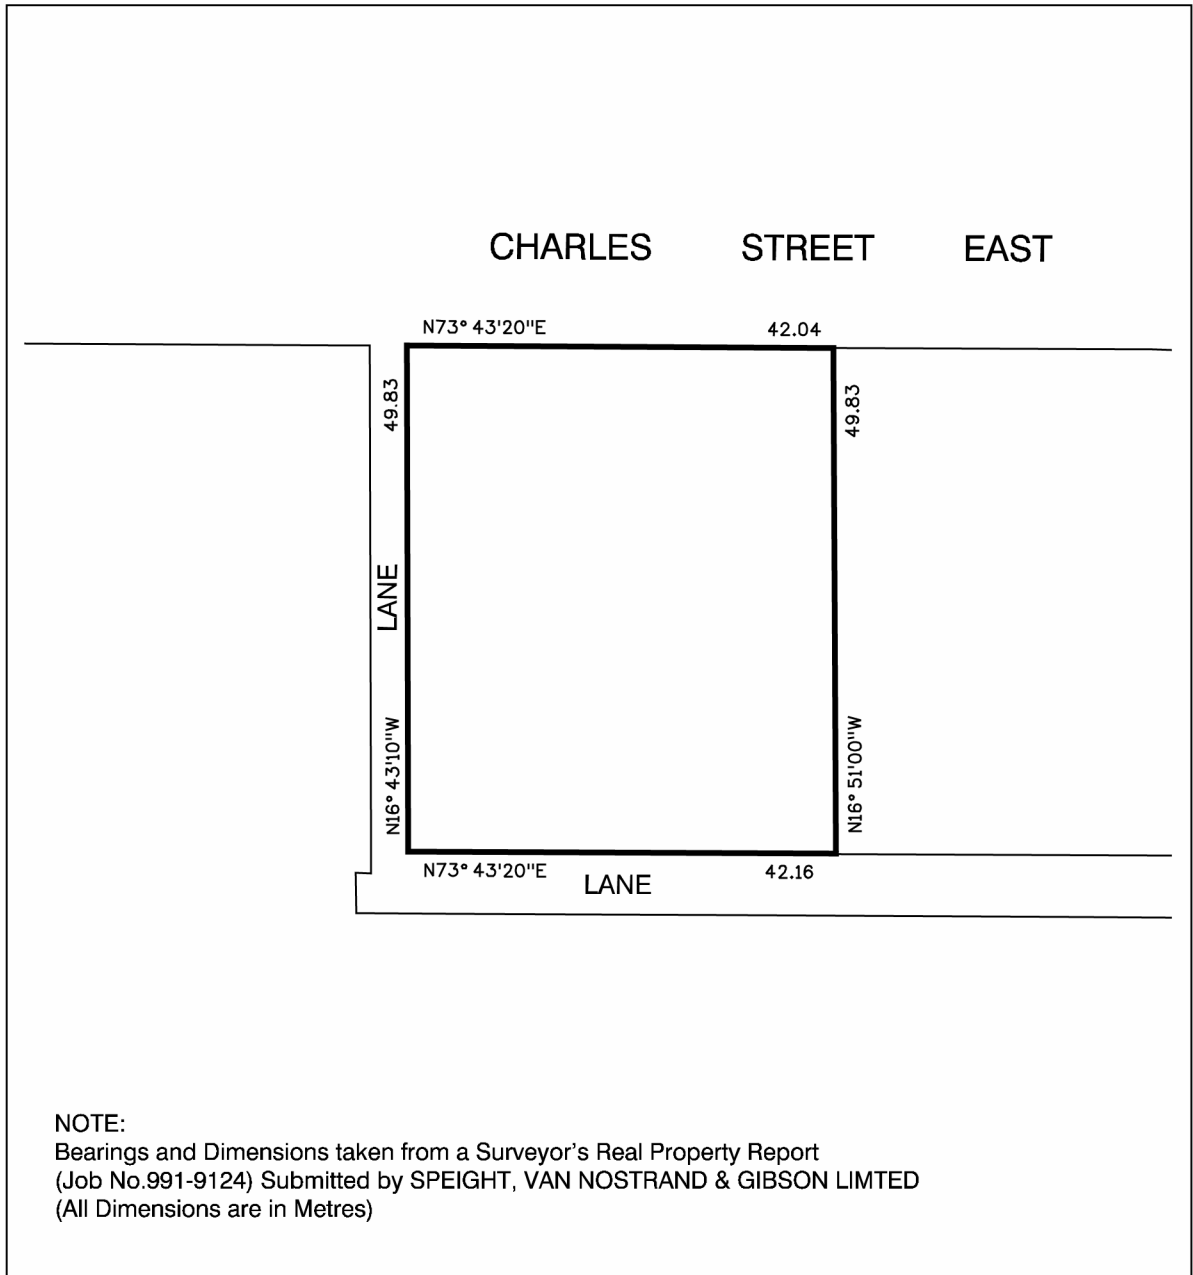 CHARLES STREET EAST
N73° 43'20"E 42.04
49.83
49.83
LANE
N16° 43'10"W
N16° 51'00"W
N73° 43'20"E 42.16
LANE
NOTE:
Bearings and Dimensions taken from a Surveyor's Real Property Report
(Job No.991-9124) Submitted by SPEIGHT, VAN NOSTRAND & GIBSON LIMTED
(All Dimensions are in Metres)